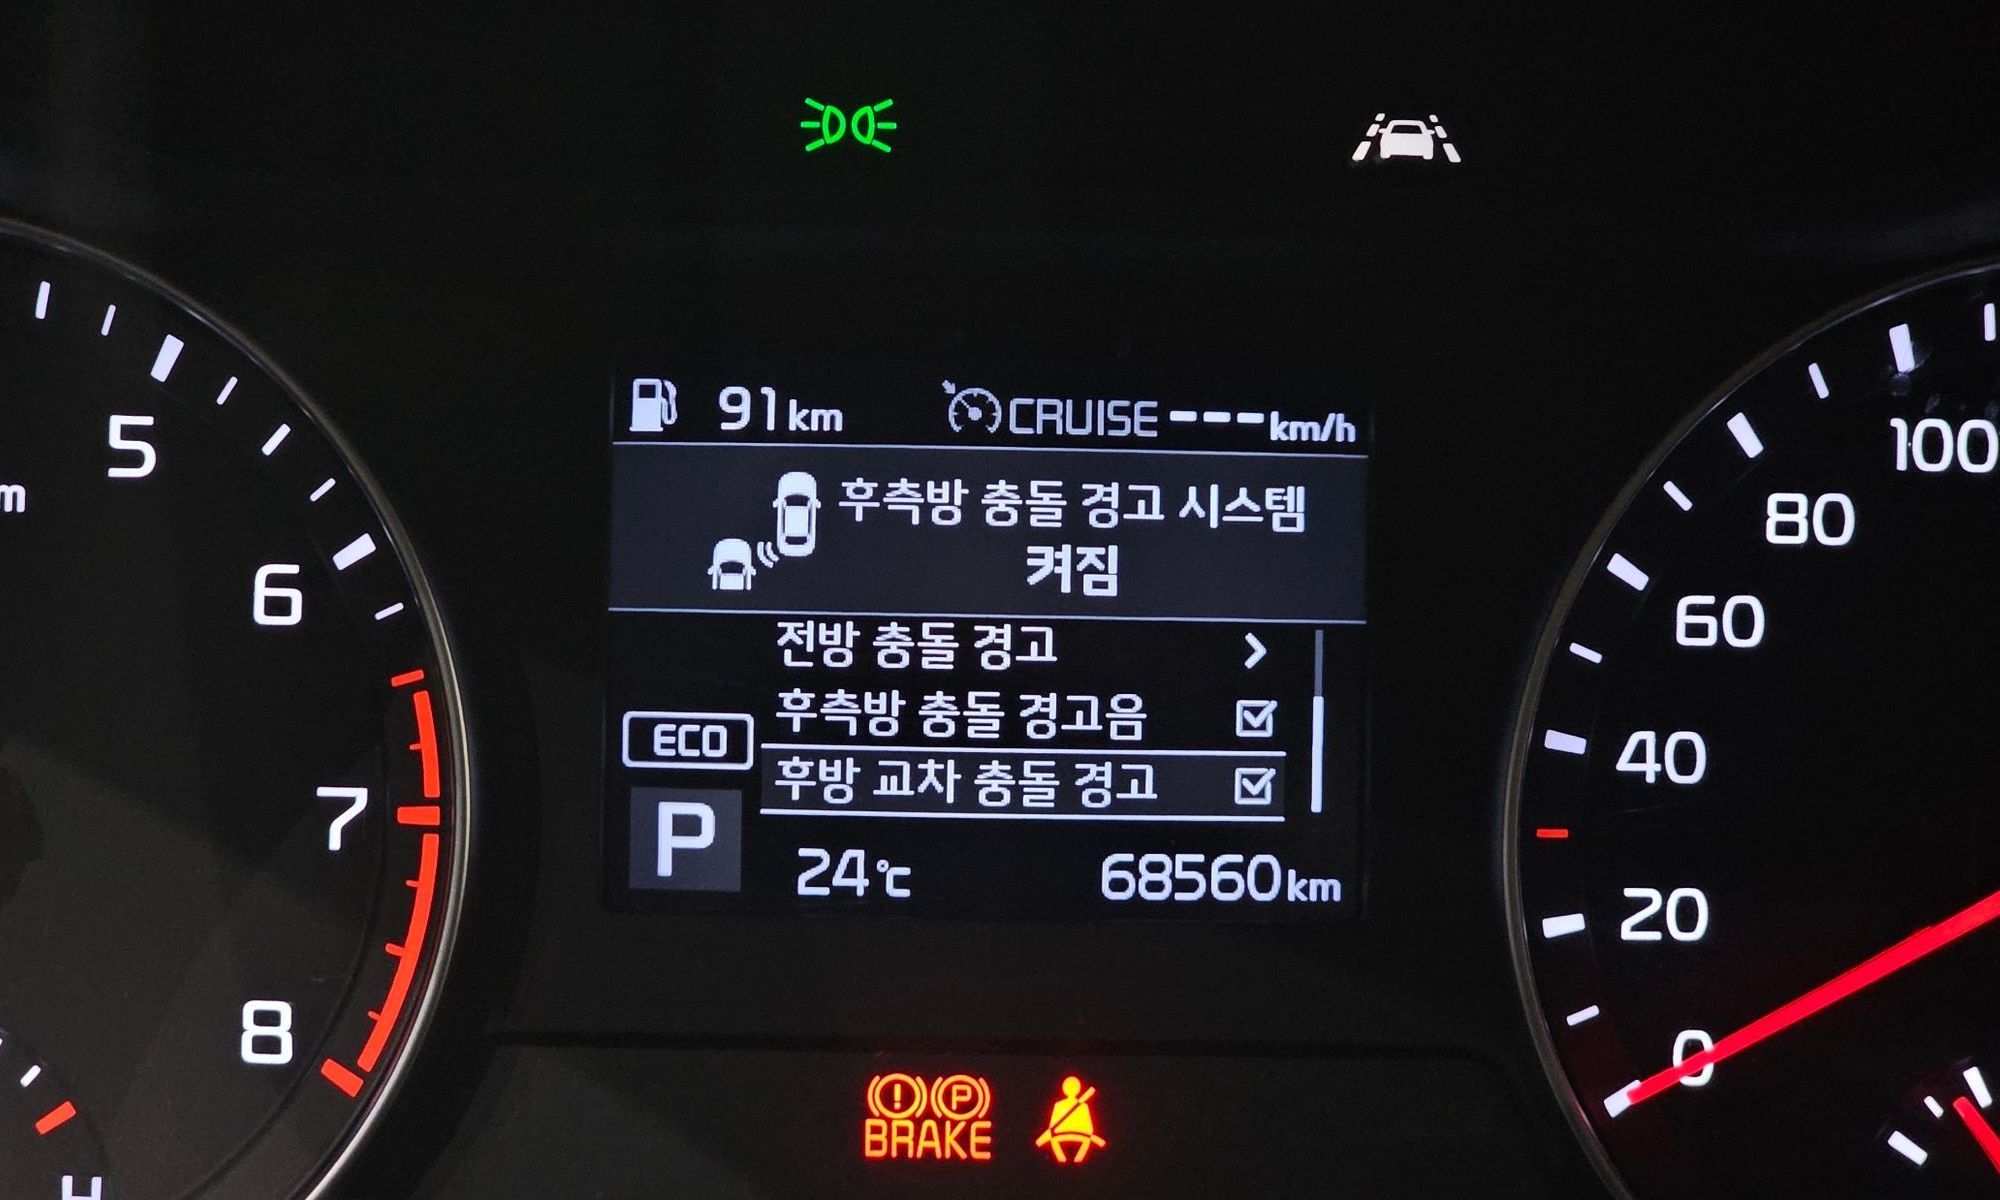 91km CRUISE ---km/h
후측방 충돌 경고 시스템
켜짐
전방 충돌 경고
후측방 충돌 경고음
후방 교차 충돌 경고
ECO
P
24℃ 68560km
5
6
7
8
m
H
100
80
60
40
20
0
! P
BRAKE